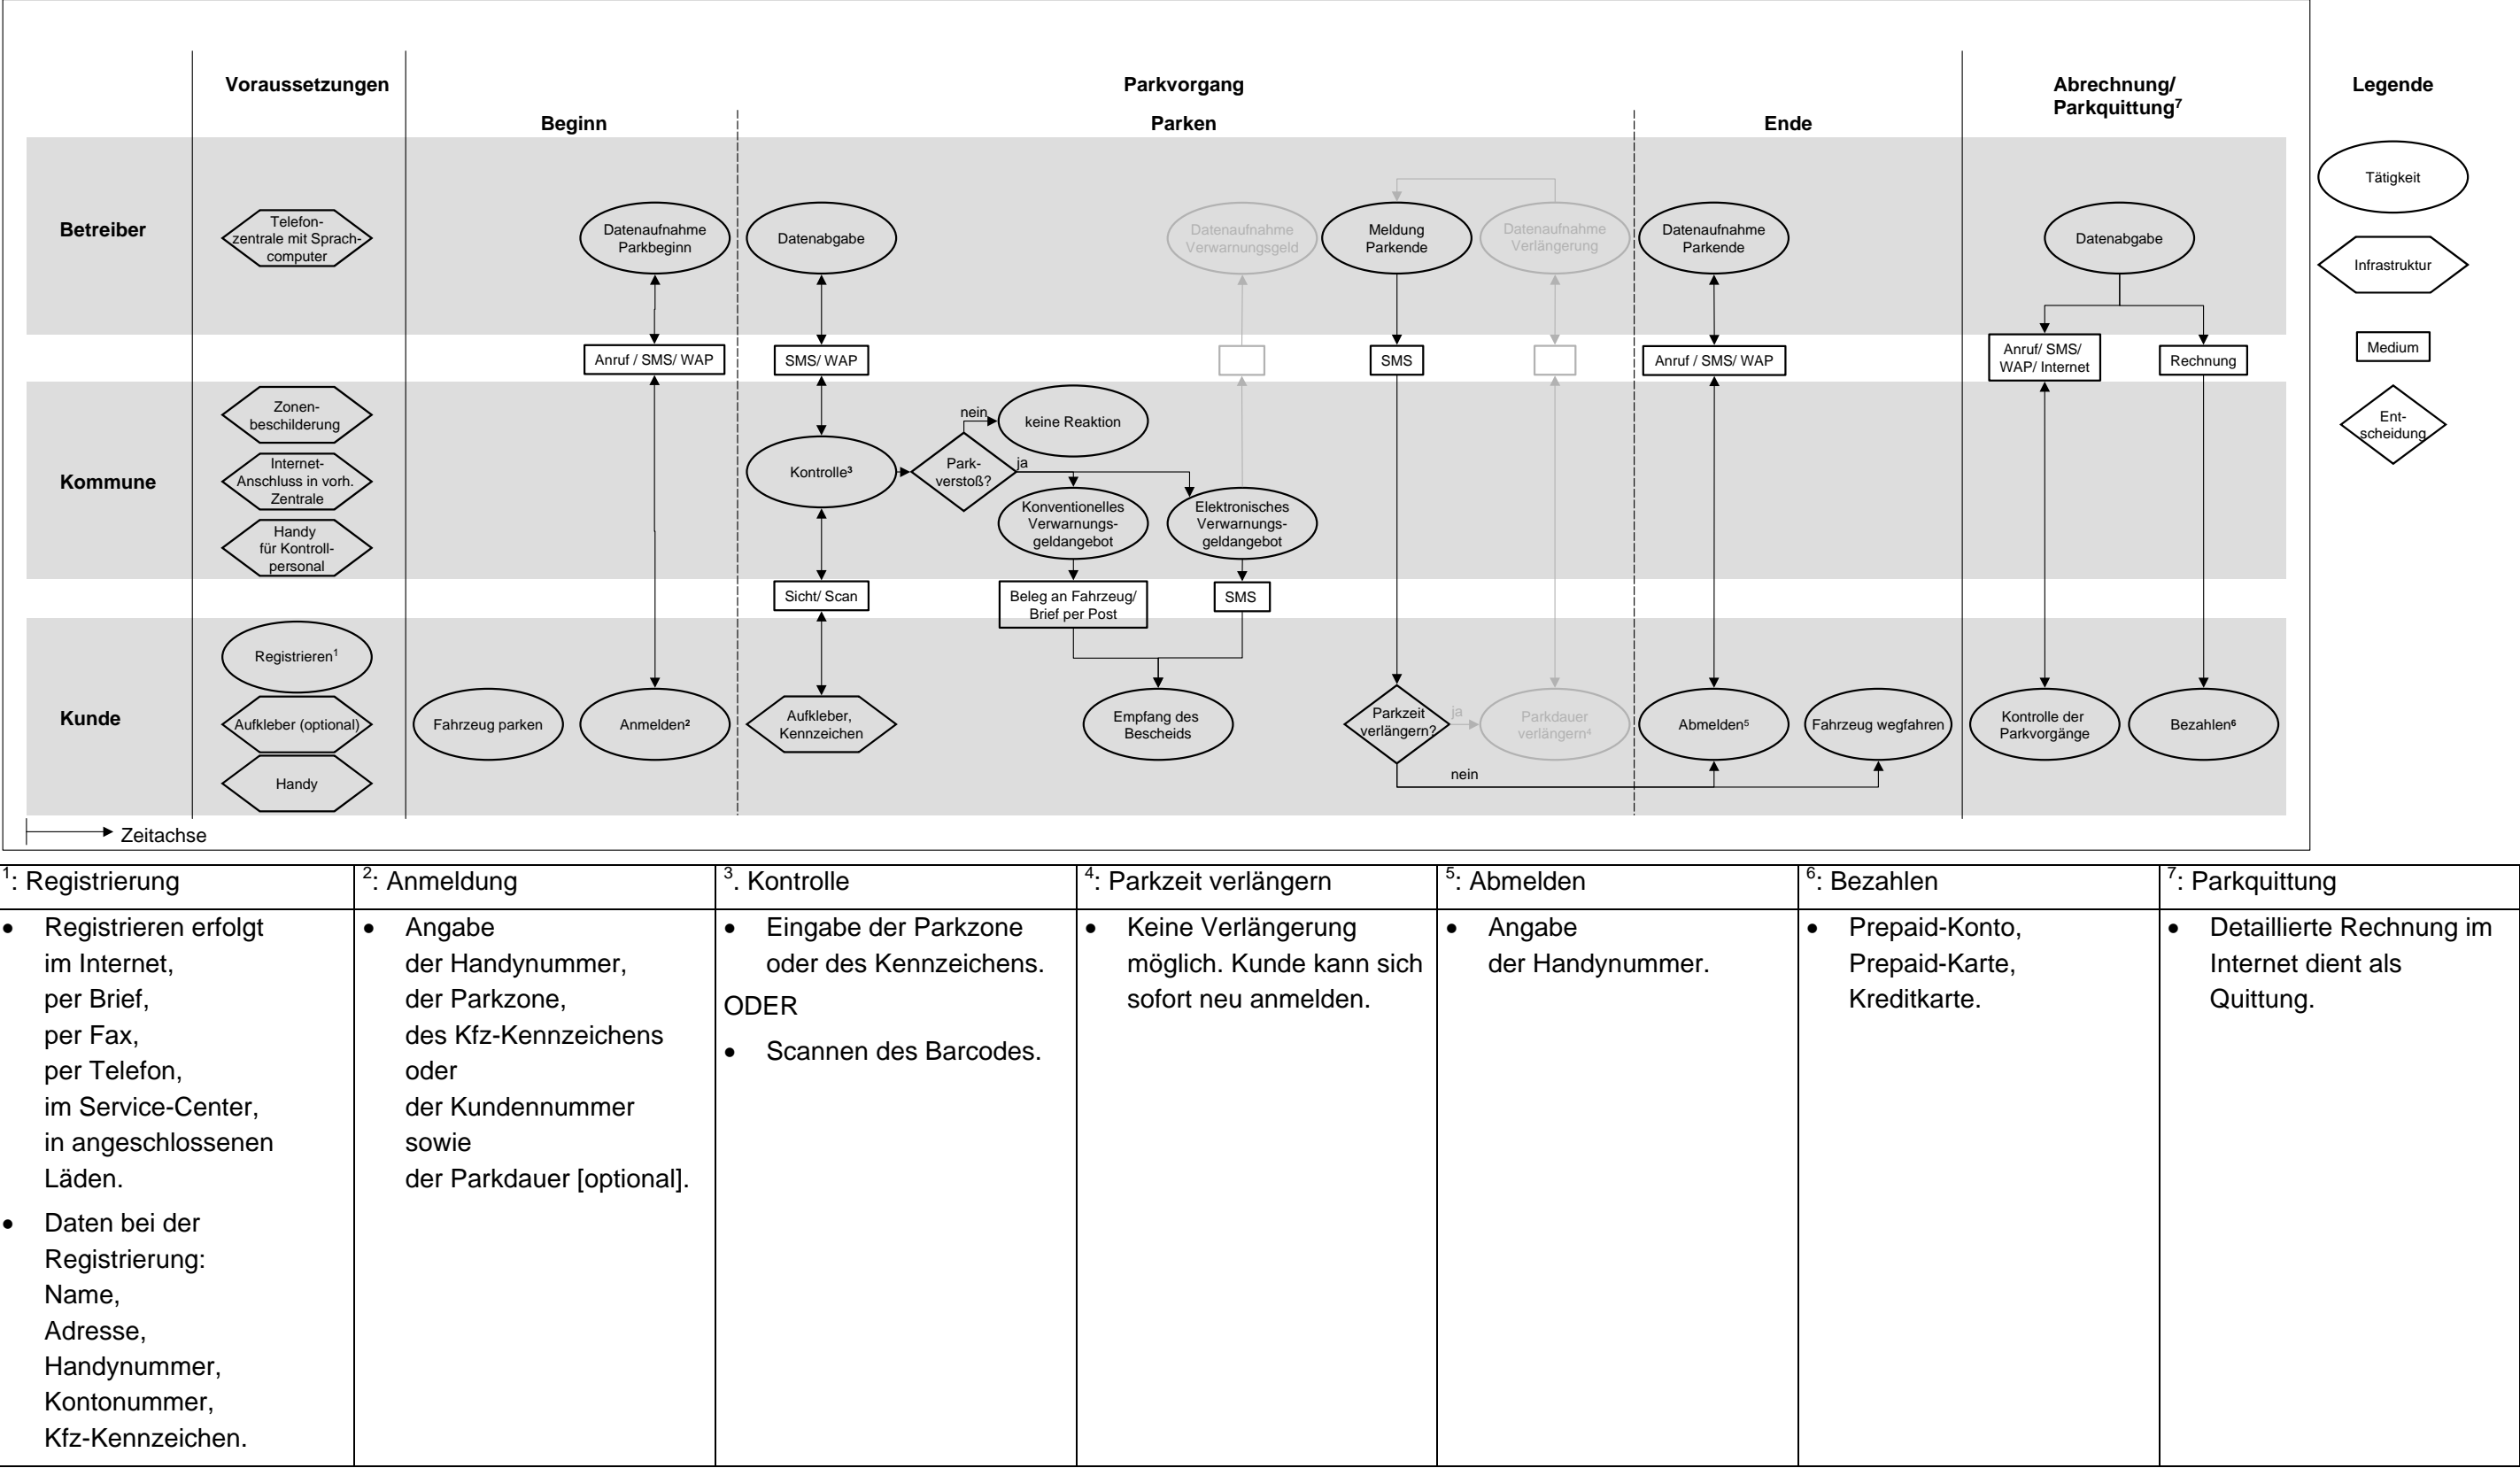 Voraussetzungen
Parkvorgang
Abrechnung/
Parkquittung⁷
Legende
Beginn
Parken
Ende
Betreiber
Telefon-
zentrale mit Sprach-
computer
Datenaufnahme
Parkbeginn
Datenabgabe
Datenaufnahme
Verwarnungsgeld
Meldung
Parkende
Datenaufnahme
Verlängerung
Datenaufnahme
Parkende
Datenabgabe
Tätigkeit
Infrastruktur
Medium
Ent-
scheidung
Anruf / SMS/ WAP
SMS/ WAP
SMS
Anruf / SMS/ WAP
Anruf/ SMS/
WAP/ Internet
Rechnung
Kommune
Zonen-
beschilderung
Internet-
Anschluss in vorh.
Zentrale
Handy
für Kontroll-
personal
Kontrolle³
Park-
verstoß?
nein
keine Reaktion
ja
Konventionelles
Verwarnungs-
geldangebot
Elektronisches
Verwarnungs-
geldangebot
Sicht/ Scan
Beleg an Fahrzeug/
Brief per Post
SMS
Kunde
Registrieren¹
Aufkleber (optional)
Handy
Fahrzeug parken
Anmelden²
Aufkleber,
Kennzeichen
Empfang des
Bescheids
Parkzeit
verlängern?
ja
nein
Parkdauer
verlängern⁴
Abmelden⁵
Fahrzeug wegfahren
Kontrolle der
Parkvorgänge
Bezahlen⁶
Zeitachse
¹: Registrierung
• Registrieren erfolgt
im Internet,
per Brief,
per Fax,
per Telefon,
im Service-Center,
in angeschlossenen
Läden.
• Daten bei der
Registrierung:
Name,
Adresse,
Handynummer,
Kontonummer,
Kfz-Kennzeichen.
²: Anmeldung
• Angabe
der Handynummer,
der Parkzone,
des Kfz-Kennzeichens
oder
der Kundennummer
sowie
der Parkdauer [optional].
³. Kontrolle
• Eingabe der Parkzone
oder des Kennzeichens.
ODER
• Scannen des Barcodes.
⁴: Parkzeit verlängern
• Keine Verlängerung
möglich. Kunde kann sich
sofort neu anmelden.
⁵: Abmelden
• Angabe
der Handynummer.
⁶: Bezahlen
• Prepaid-Konto,
Prepaid-Karte,
Kreditkarte.
⁷: Parkquittung
• Detaillierte Rechnung im
Internet dient als
Quittung.